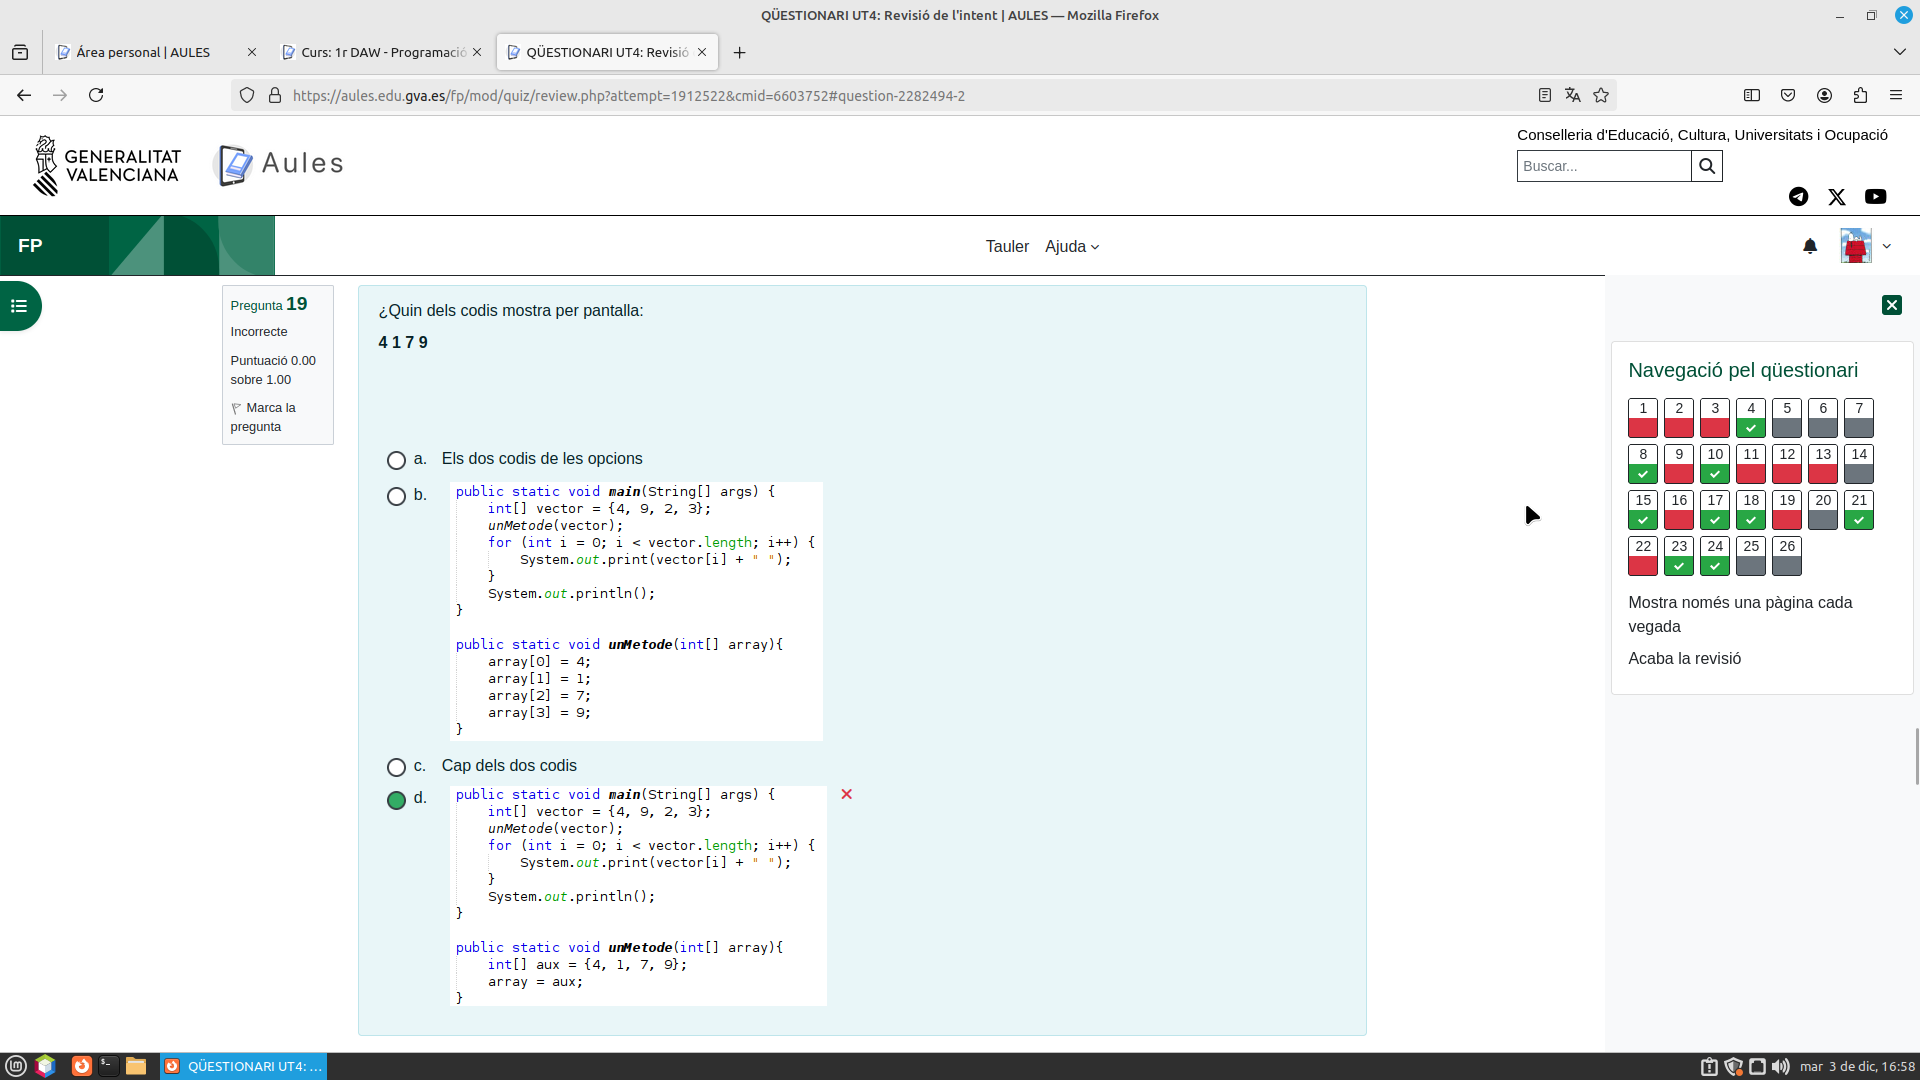 QÜESTIONARI UT4: Revisió de l'intent | AULES — Mozilla Firefox
Área personal | AULES
Curs: 1r DAW - Programació
QÜESTIONARI UT4: Revisió
https://aules.edu.gva.es/fp/mod/quiz/review.php?attempt=1912522&cmid=6603752#question-2282494-2
GENERALITAT
VALENCIANA
Aules
Conselleria d'Educació, Cultura, Universitats i Ocupació
Buscar...
FP
Tauler
Ajuda
Pregunta 19
Incorrecte
Puntuació 0.00
sobre 1.00
Marca la
pregunta
¿Quin dels codis mostra per pantalla:
4 1 7 9
a. Els dos codis de les opcions
b.
public static void main(String[] args) {
int[] vector = {4, 9, 2, 3};
unMetode(vector);
for (int i = 0; i < vector.length; i++) {
System.out.print(vector[i] + " ");
}
System.out.println();
}
public static void unMetode(int[] array){
array[0] = 4;
array[1] = 1;
array[2] = 7;
array[3] = 9;
}
c. Cap dels dos codis
d.
public static void main(String[] args) {
int[] vector = {4, 9, 2, 3};
unMetode(vector);
for (int i = 0; i < vector.length; i++) {
System.out.print(vector[i] + " ");
}
System.out.println();
}
public static void unMetode(int[] array){
int[] aux = {4, 1, 7, 9};
array = aux;
}
Navegació pel qüestionari
1 2 3 4 5 6 7
8 9 10 11 12 13 14
15 16 17 18 19 20 21
22 23 24 25 26
Mostra només una pàgina cada
vegada
Acaba la revisió
QÜESTIONARI UT4: ...
mar 3 de dic, 16:58